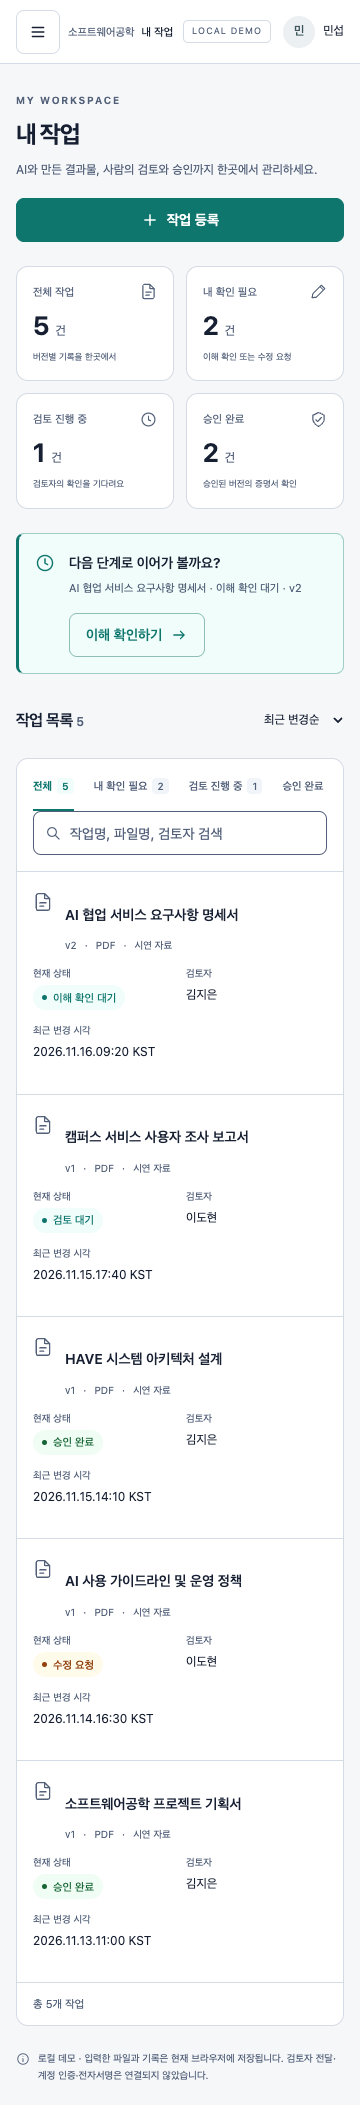 소프트웨어공학 내 작업 LOCAL DEMO 민 민섭
MY WORKSPACE
내 작업
AI와 만든 결과물, 사람의 검토와 승인까지 한곳에서 관리하세요.
+ 작업 등록
전체 작업
5 건
버전별 기록을 한곳에서
내 확인 필요
2 건
이해 확인 또는 수정 요청
검토 진행 중
1 건
검토자의 확인을 기다려요
승인 완료
2 건
승인된 버전의 증명서 확인
다음 단계로 이어가 볼까요?
AI 협업 서비스 요구사항 명세서 · 이해 확인 대기 · v2
이해 확인하기 →
작업 목록 5
최근 변경순
전체 5 내 확인 필요 2 검토 진행 중 1 승인 완료
작업명, 파일명, 검토자 검색
AI 협업 서비스 요구사항 명세서
v2 · PDF · 시연 자료
현재 상태 검토자
이해 확인 대기 김지은
최근 변경 시각
2026.11.16.09:20 KST
캠퍼스 서비스 사용자 조사 보고서
v1 · PDF · 시연 자료
현재 상태 검토자
검토 대기 이도현
최근 변경 시각
2026.11.15.17:40 KST
HAVE 시스템 아키텍처 설계
v1 · PDF · 시연 자료
현재 상태 검토자
승인 완료 김지은
최근 변경 시각
2026.11.15.14:10 KST
AI 사용 가이드라인 및 운영 정책
v1 · PDF · 시연 자료
현재 상태 검토자
수정 요청 이도현
최근 변경 시각
2026.11.14.16:30 KST
소프트웨어공학 프로젝트 기획서
v1 · PDF · 시연 자료
현재 상태 검토자
승인 완료 김지은
최근 변경 시각
2026.11.13.11:00 KST
총 5개 작업
로컬 데모 · 입력한 파일과 기록은 현재 브라우저에 저장됩니다. 검토자 전달·
계정 인증·전자서명은 연결되지 않았습니다.